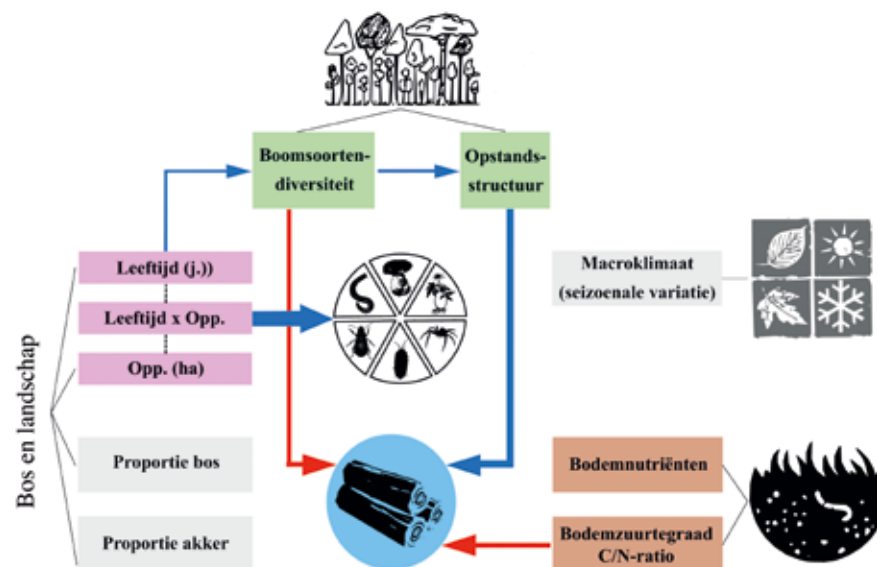 Boomsoorten-
diversiteit
Opstands-
structuur
Leeftijd (j.))
Leeftijd x Opp.
Opp. (ha)
Macroklimaat
(seizoenale variatie)
Bos en landschap
Proportie bos
Proportie akker
Bodemnutriënten
Bodemzuurtegraad
C/N-ratio